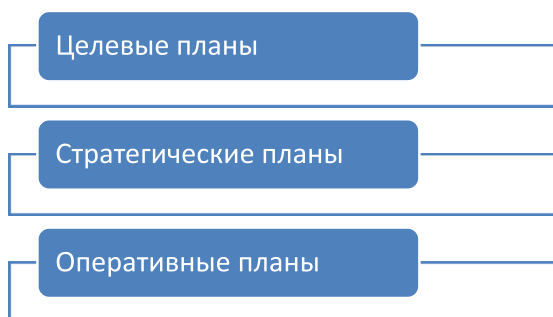 Целевые планы
Стратегические планы
Оперативные планы